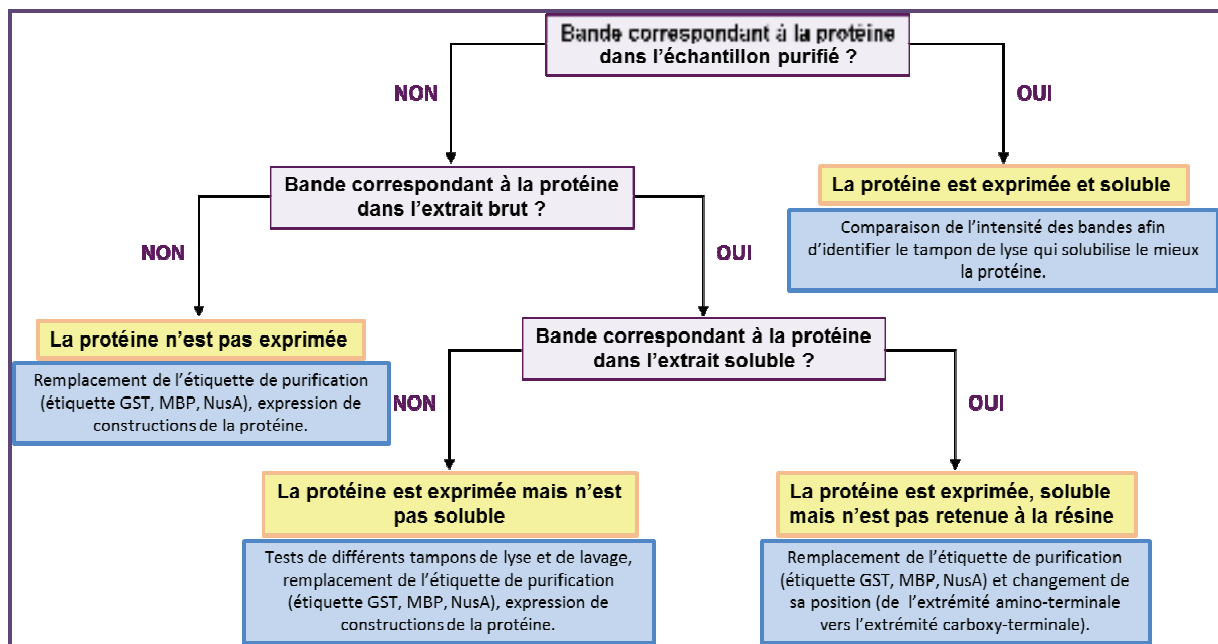 Bande correspondant à la protéine
dans l'échantillon purifié ?
NON
OUI
Bande correspondant à la protéine
dans l'extrait brut ?
La protéine est exprimée et soluble
Comparaison de l'intensité des bandes afin
d'identifier le tampon de lyse qui solubilise le mieux
la protéine.
NON
OUI
La protéine n'est pas exprimée
Remplacement de l'étiquette de purification
(étiquette GST, MBP, NusA), expression de
constructions de la protéine.
Bande correspondant à la protéine
dans l'extrait soluble ?
NON
OUI
La protéine est exprimée mais n'est
pas soluble
Tests de différents tampons de lyse et de lavage,
remplacement de l'étiquette de purification
(étiquette GST, MBP, NusA), expression de
constructions de la protéine.
La protéine est exprimée, soluble
mais n'est pas retenue à la résine
Remplacement de l'étiquette de purification
(étiquette GST, MBP, NusA) et changement de
sa position (de l'extrémité amino-terminale
vers l'extrémité carboxy-terminale).